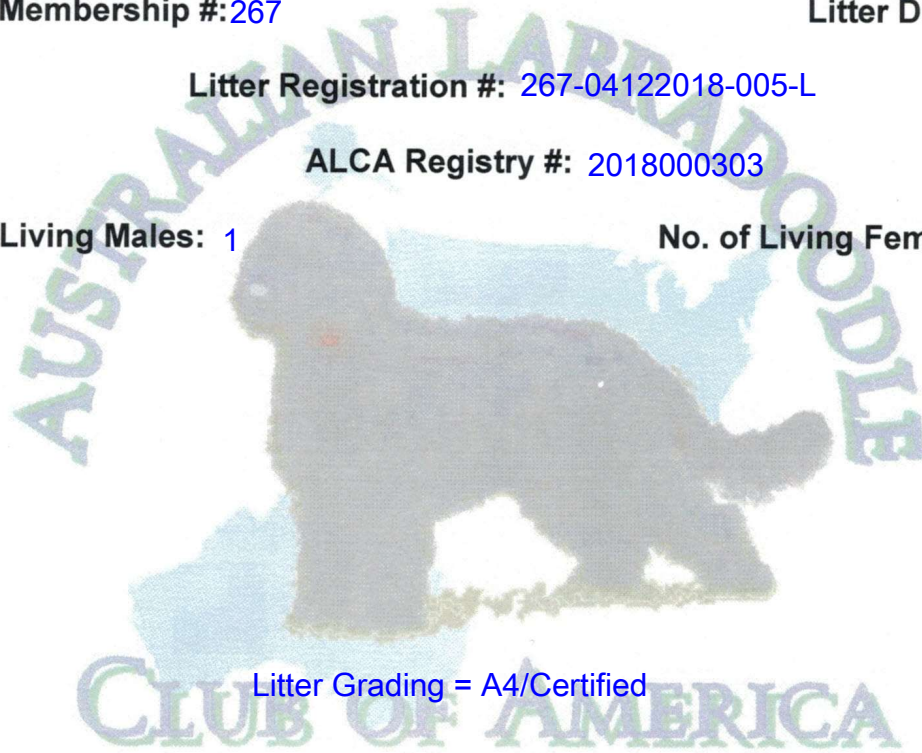 Membership #: 267 Litter D
Litter Registration #: 267-04122018-005-L
ALCA Registry #: 2018000303
Living Males: 1 No. of Living Fem
AUSTRALIAN LABRADOODLE
Litter Grading = A4/Certified
CLUB OF AMERICA